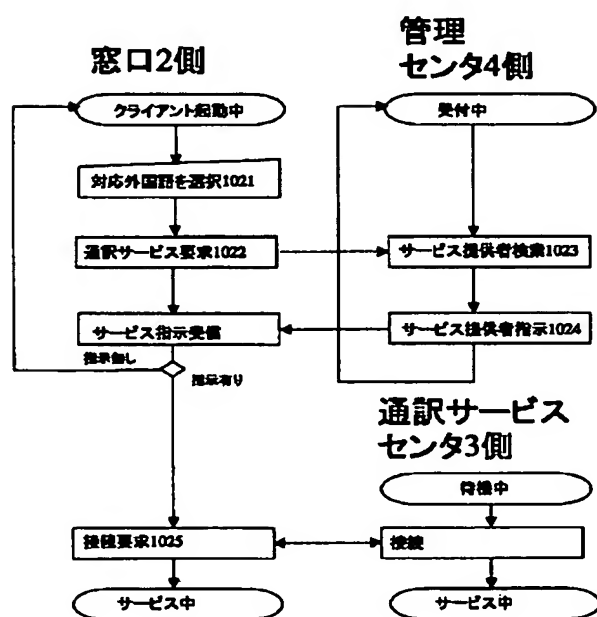 窓口2側
クライアント起動中
対応外国語を選択1021
通訳サービス要求1022
サービス指示受信
指示無し
指示有り
接続要求1025
サービス中
管理
センタ4側
受付中
サービス提供者検索1023
サービス提供者指示1024
通訳サービス
センタ3側
待機中
接続
サービス中